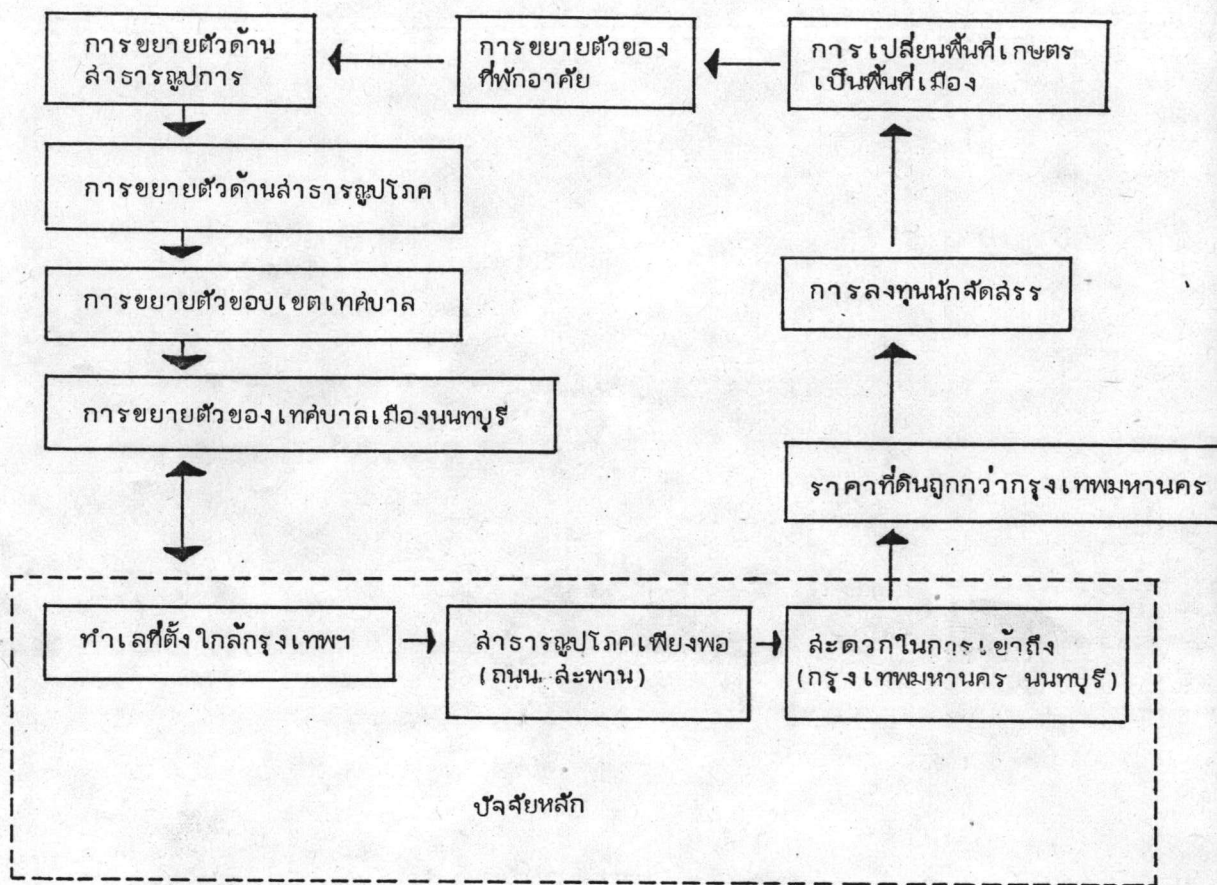 การขยายตัวด้าน
สาธารณูปการ
การขยายตัวของ
ที่พักอาศัย
การเปลี่ยนพื้นที่เกษตร
เป็นพื้นที่เมือง
การขยายตัวด้านสาธารณูปโภค
การขยายตัวขอบเขตเทศบาล
การลงทุนนักจัดสรร
การขยายตัวของเทศบาลเมืองนนทบุรี
ราคาที่ดินถูกกว่ากรุงเทพมหานคร
ทำเลที่ตั้งใกล้กรุงเทพฯ
สาธารณูปโภคเพียงพอ
(ถนน สะพาน)
สะดวกในการเข้าถึง
(กรุงเทพมหานคร นนทบุรี)
ปัจจัยหลัก